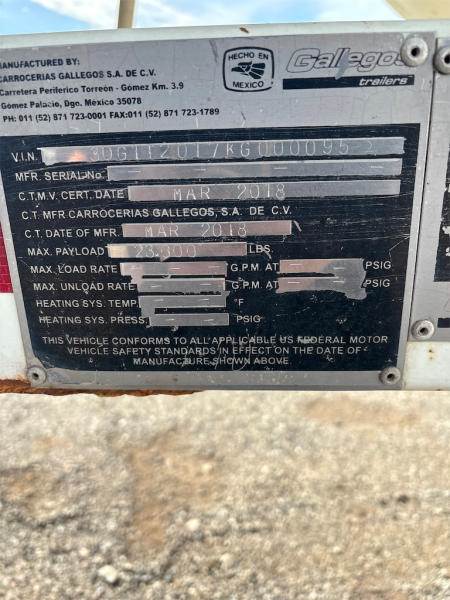 MANUFACTURED BY:
CARROCERIAS GALLEGOS S.A. DE C.V.
Carretera Periferico Torreón - Gómez Km. 3.9
Gómez Palacio, Dgo. México 35078
PH: 011 (52) 871 723-0001 FAX:011 (52) 871 723-1789
HECHO EN
MEXICO
Gallegos
trailers
V.I.N.
MFR. SERIAL No. - - - -
C.T.M.V. CERT. DATE MAR 2018
C.T. MFR CARROCERIAS GALLEGOS, S.A. DE C.V.
C.T. DATE OF MFR. MAR 2018
MAX. PAYLOAD LBS.
MAX. LOAD RATE - - - G.P.M. AT - - - PSIG
MAX. UNLOAD RATE - - - G.P.M. AT - - - PSIG
HEATING SYS. TEMP. - - - °F
HEATING SYS. PRESS. - - - PSIG
THIS VEHICLE CONFORMS TO ALL APPLICABLE US FEDERAL MOTOR
VEHICLE SAFETY STANDARDS IN EFFECT ON THE DATE OF
MANUFACTURE SHOWN ABOVE.